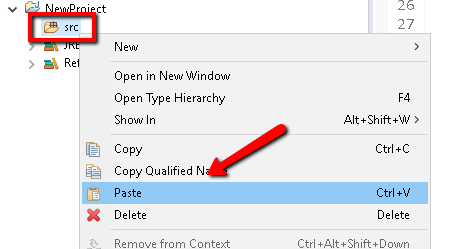 NewProject
src
JRE
Ref
26
27
New
Open in New Window
Open Type Hierarchy F4
Show In Alt+Shift+W
Copy Ctrl+C
Copy Qualified Na
Paste Ctrl+V
Delete Delete
Remove from Context Ctrl+Alt+Shift+Down